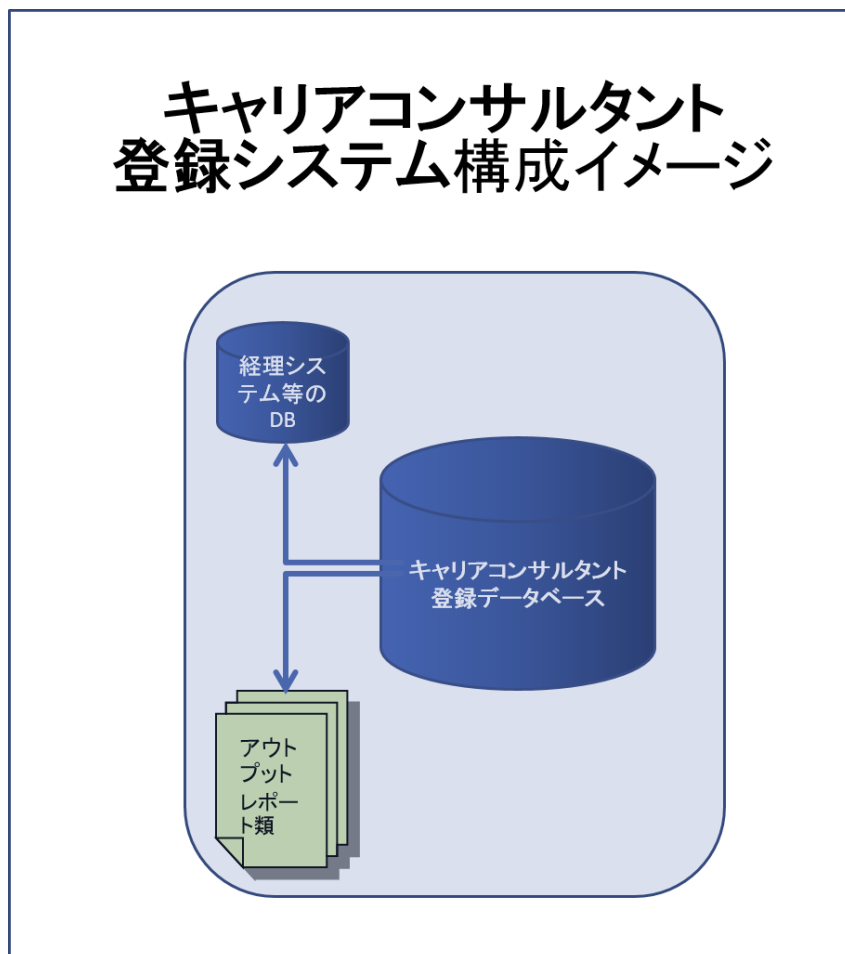 キャリアコンサルタント
登録システム構成イメージ
経理シス
テム等の
DB
キャリアコンサルタント
登録データベース
アウト
プット
レポー
ト類